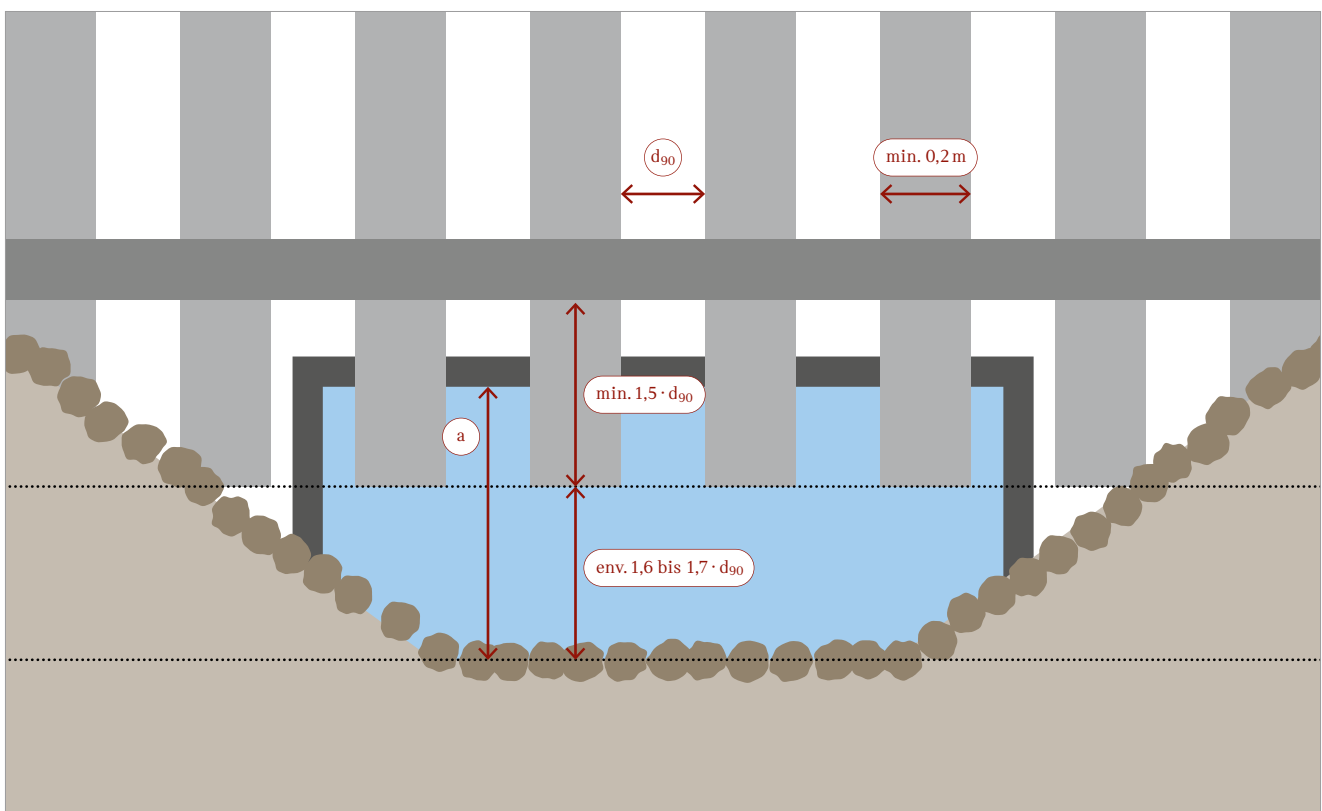 d₉₀
min. 0,2 m
min. 1,5 · d₉₀
a
env. 1,6 bis 1,7 · d₉₀